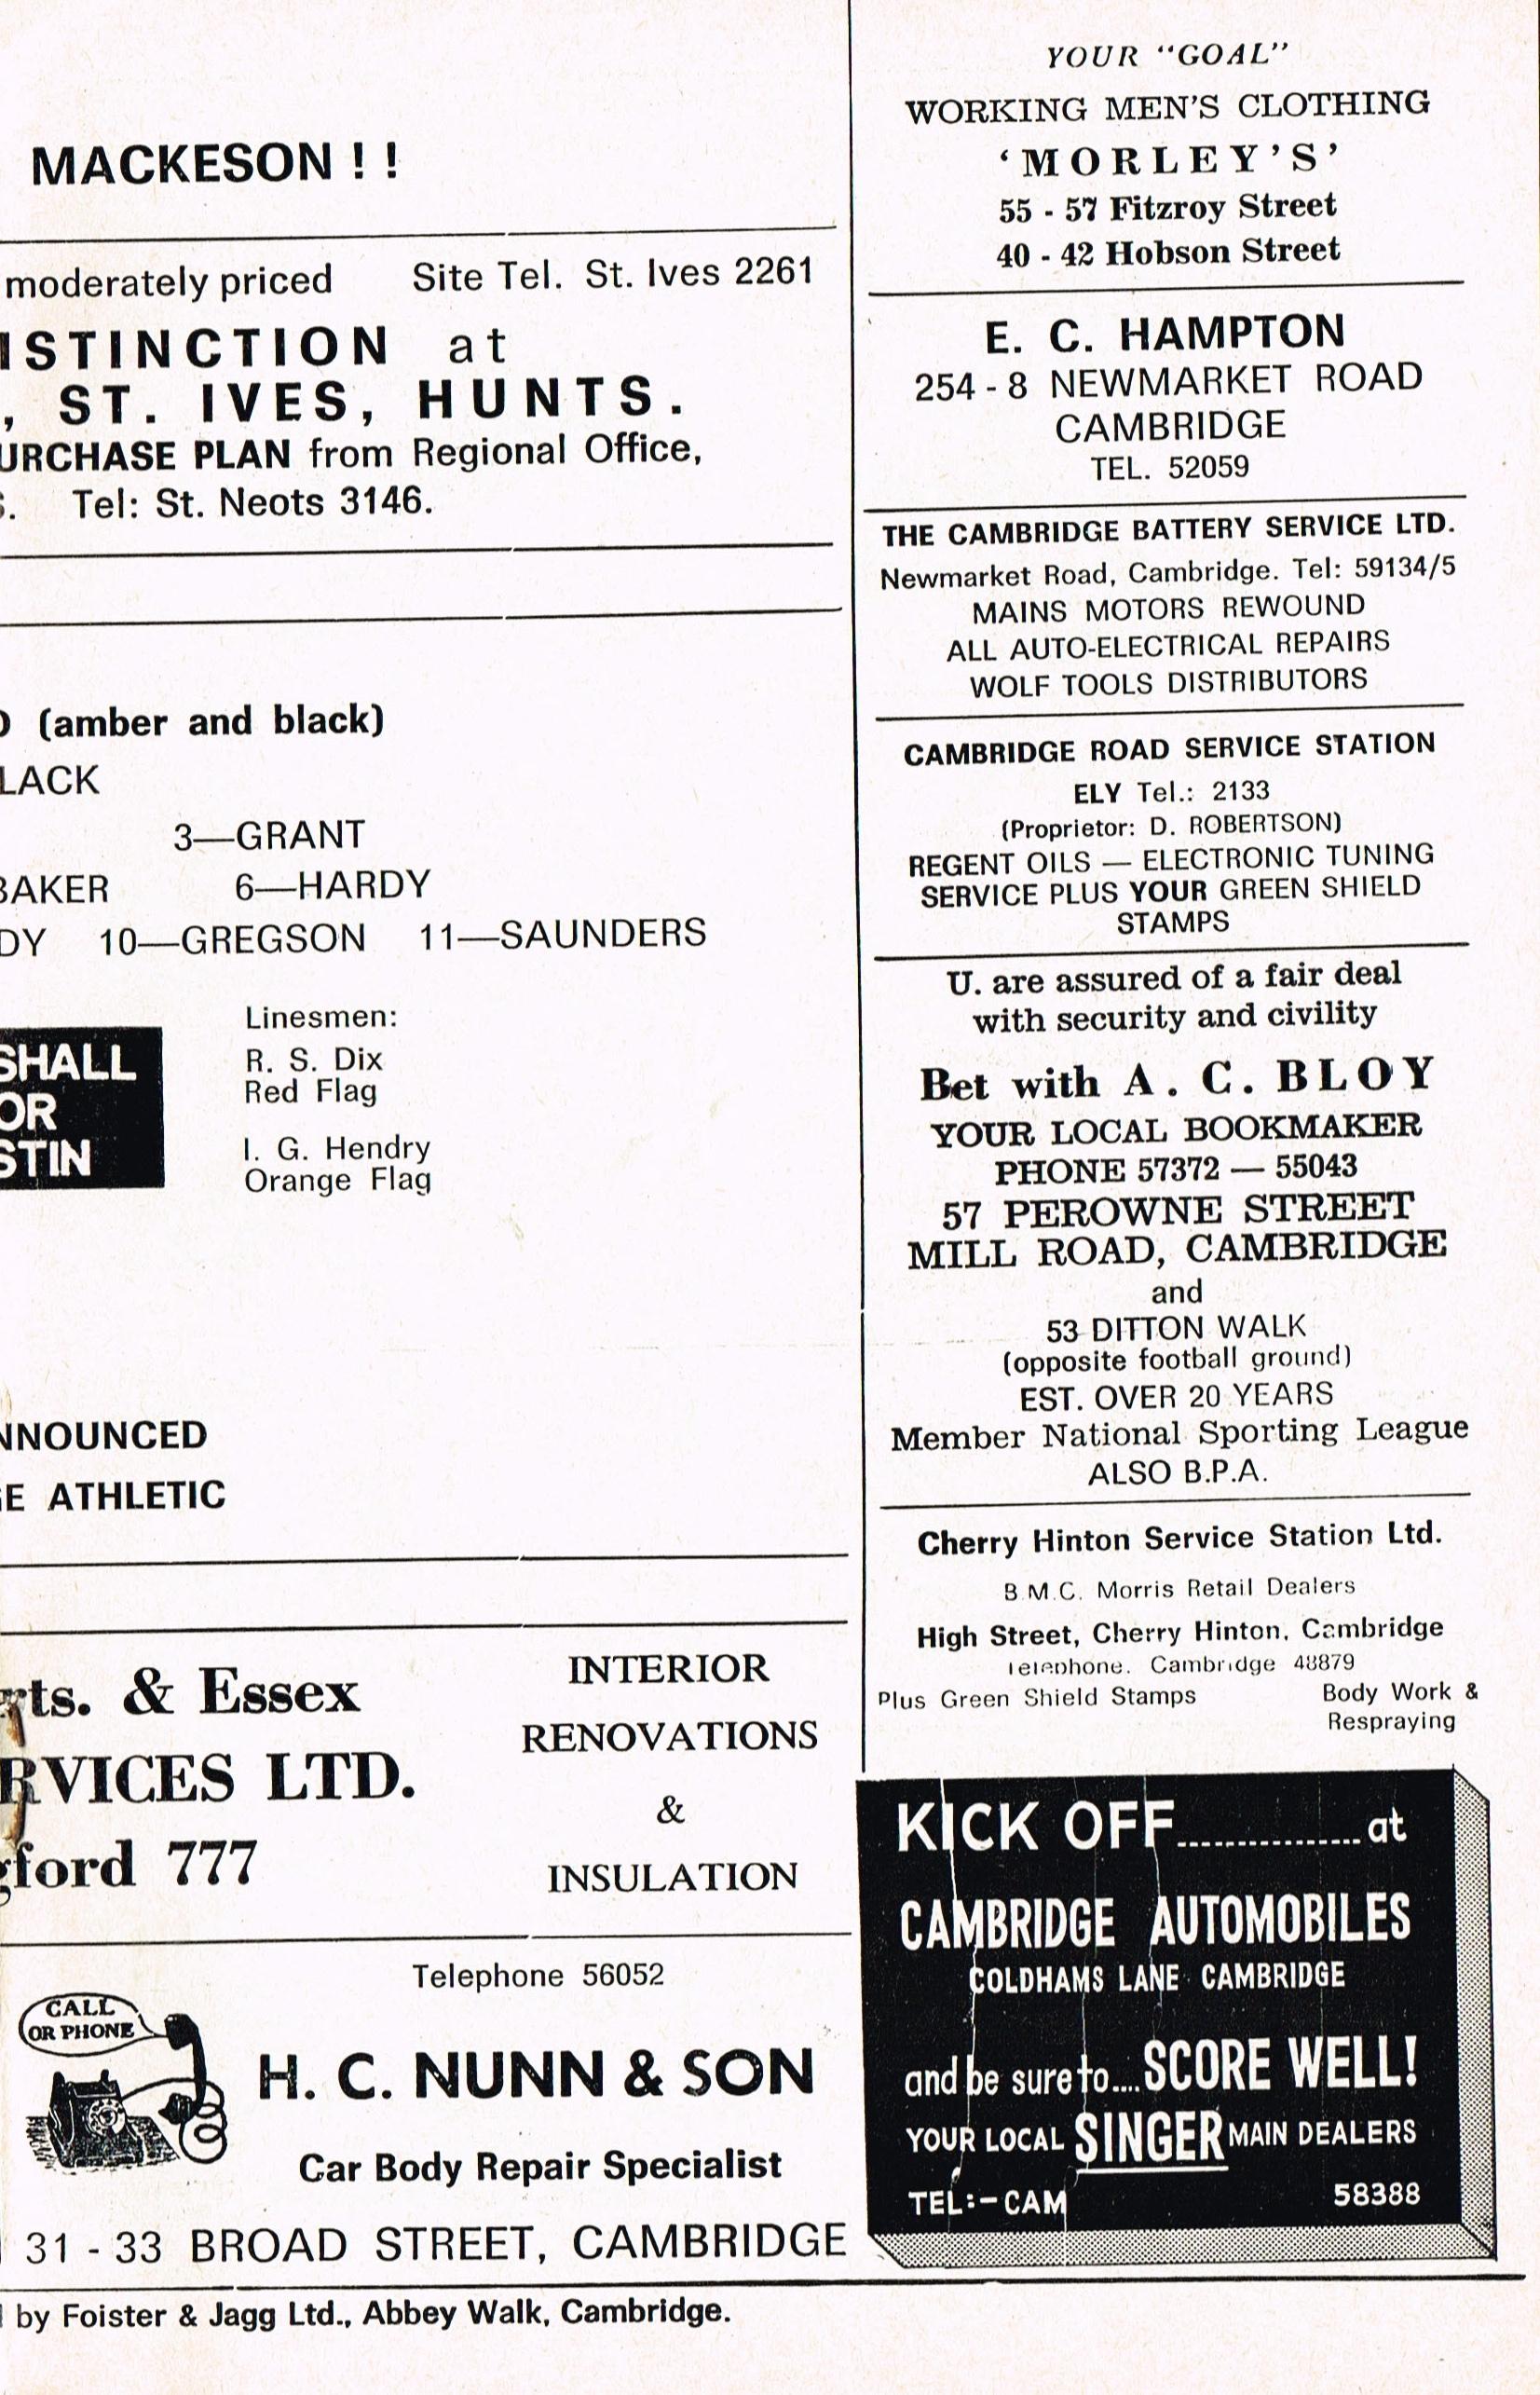 MACKESON ! !
moderately priced Site Tel. St. Ives 2261
ISTINCTION at
, ST. IVES, HUNTS.
URCHASE PLAN from Regional Office,
. Tel: St. Neots 3146.
(amber and black)
LACK
3—GRANT
BAKER 6—HARDY
DY 10—GREGSON 11—SAUNDERS
SHALL
OR
STIN
Linesmen:
R. S. Dix
Red Flag
I. G. Hendry
Orange Flag
NNOUNCED
E ATHLETIC
rts. & Essex
RVICES LTD.
gford 777
INTERIOR
RENOVATIONS
&
INSULATION
Telephone 56052
CALL
OR PHONE
H. C. NUNN & SON
Car Body Repair Specialist
31 - 33 BROAD STREET, CAMBRIDGE
by Foister & Jagg Ltd., Abbey Walk, Cambridge.
YOUR "GOAL"
WORKING MEN'S CLOTHING
'MORLEY'S'
55 - 57 Fitzroy Street
40 - 42 Hobson Street
E. C. HAMPTON
254 - 8 NEWMARKET ROAD
CAMBRIDGE
TEL. 52059
THE CAMBRIDGE BATTERY SERVICE LTD.
Newmarket Road, Cambridge. Tel: 59134/5
MAINS MOTORS REWOUND
ALL AUTO-ELECTRICAL REPAIRS
WOLF TOOLS DISTRIBUTORS
CAMBRIDGE ROAD SERVICE STATION
ELY Tel.: 2133
(Proprietor: D. ROBERTSON)
REGENT OILS — ELECTRONIC TUNING
SERVICE PLUS YOUR GREEN SHIELD
STAMPS
U. are assured of a fair deal
with security and civility
Bet with A. C. BLOY
YOUR LOCAL BOOKMAKER
PHONE 57372 — 55043
57 PEROWNE STREET
MILL ROAD, CAMBRIDGE
and
53 DITTON WALK
(opposite football ground)
EST. OVER 20 YEARS
Member National Sporting League
ALSO B.P.A.
Cherry Hinton Service Station Ltd.
B.M.C. Morris Retail Dealers
High Street, Cherry Hinton, Cambridge
Telephone. Cambridge 48879
Plus Green Shield Stamps Body Work &
Respraying
KICK OFF................at
CAMBRIDGE AUTOMOBILES
COLDHAMS LANE CAMBRIDGE
and be sure to....SCORE WELL!
YOUR LOCAL SINGER MAIN DEALERS
TEL:- CAM 58388